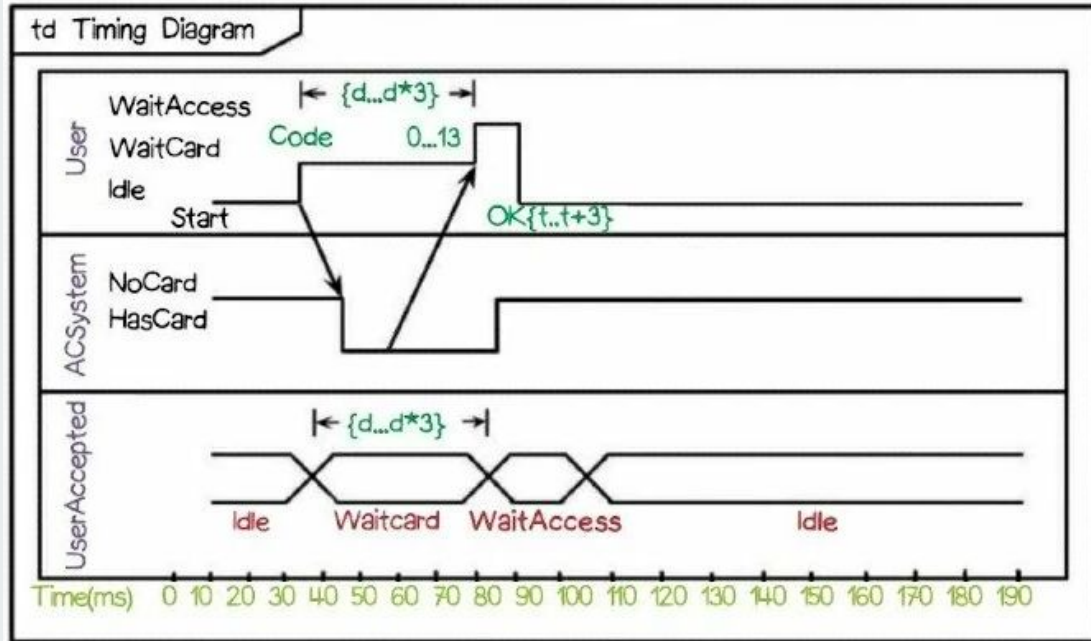 td Timing Diagram
User
WaitAccess
WaitCard
Idle
Start
{d...d*3}
Code
0...13
OK{t..t+3}
ACSystem
NoCard
HasCard
UserAccepted
{d...d*3}
Idle
Waitcard
WaitAccess
Idle
Time(ms) 0 10 20 30 40 50 60 70 80 90 100 110 120 130 140 150 160 170 180 190